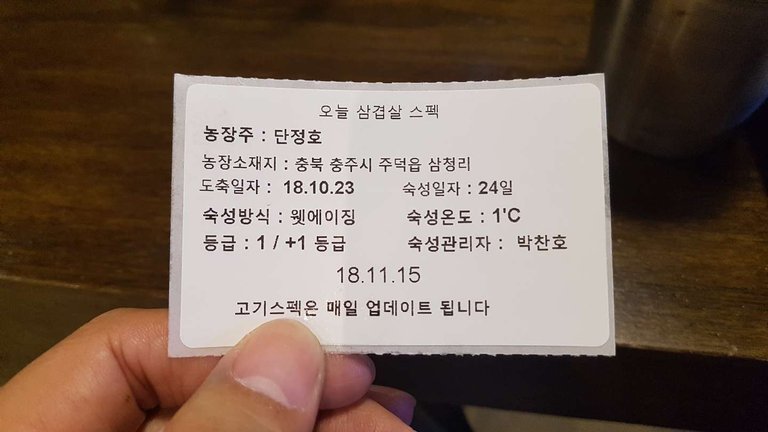 오늘 삼겹살 스펙
농장주 : 단정호
농장소재지 : 충북 충주시 주덕읍 삼청리
도축일자 : 18.10.23 숙성일자 : 24일
숙성방식 : 웻에이징 숙성온도 : 1'C
등급 : 1 / +1 등급 숙성관리자 : 박찬호
18.11.15
고기스펙은 매일 업데이트 됩니다